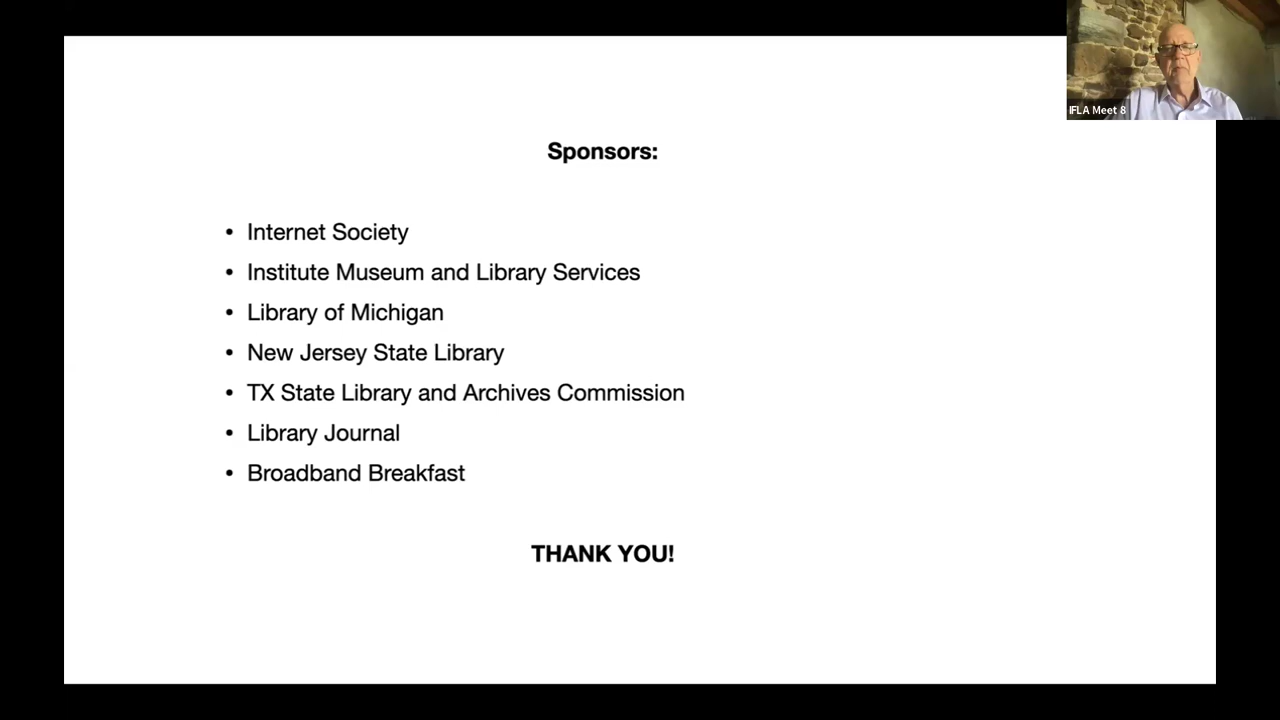 IFLA Meet 8
Sponsors:
• Internet Society
• Institute Museum and Library Services
• Library of Michigan
• New Jersey State Library
• TX State Library and Archives Commission
• Library Journal
• Broadband Breakfast
THANK YOU!